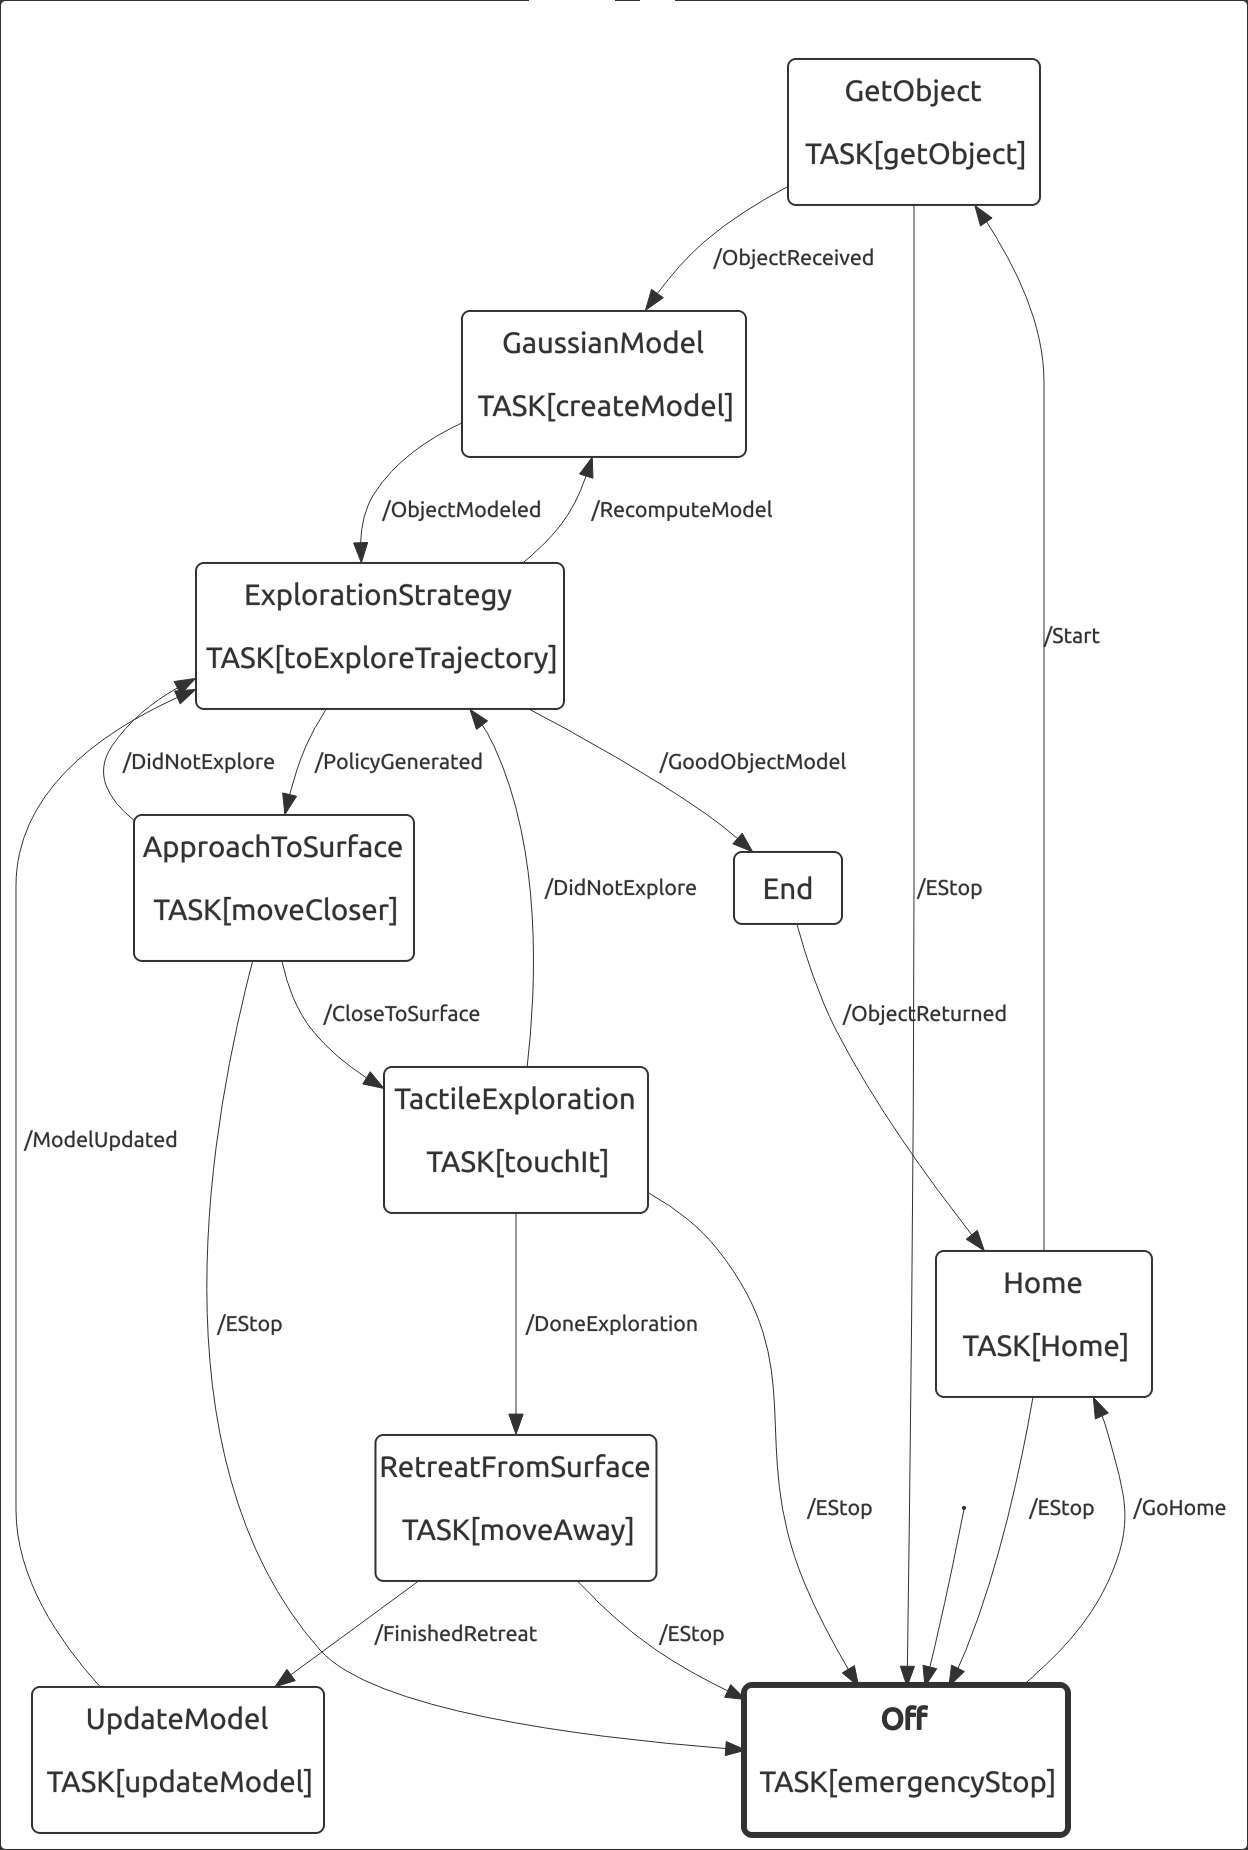 GetObject
TASK[getObject]
/ObjectReceived
GaussianModel
TASK[createModel]
/ObjectModeled
/RecomputeModel
ExplorationStrategy
TASK[toExploreTrajectory]
/Start
/DidNotExplore
/PolicyGenerated
/GoodObjectModel
ApproachToSurface
TASK[moveCloser]
/DidNotExplore
End
/EStop
/CloseToSurface
/ObjectReturned
TactileExploration
TASK[touchIt]
/ModelUpdated
/EStop
/DoneExploration
Home
TASK[Home]
RetreatFromSurface
TASK[moveAway]
/EStop
/EStop
/GoHome
/FinishedRetreat
/EStop
UpdateModel
TASK[updateModel]
Off
TASK[emergencyStop]